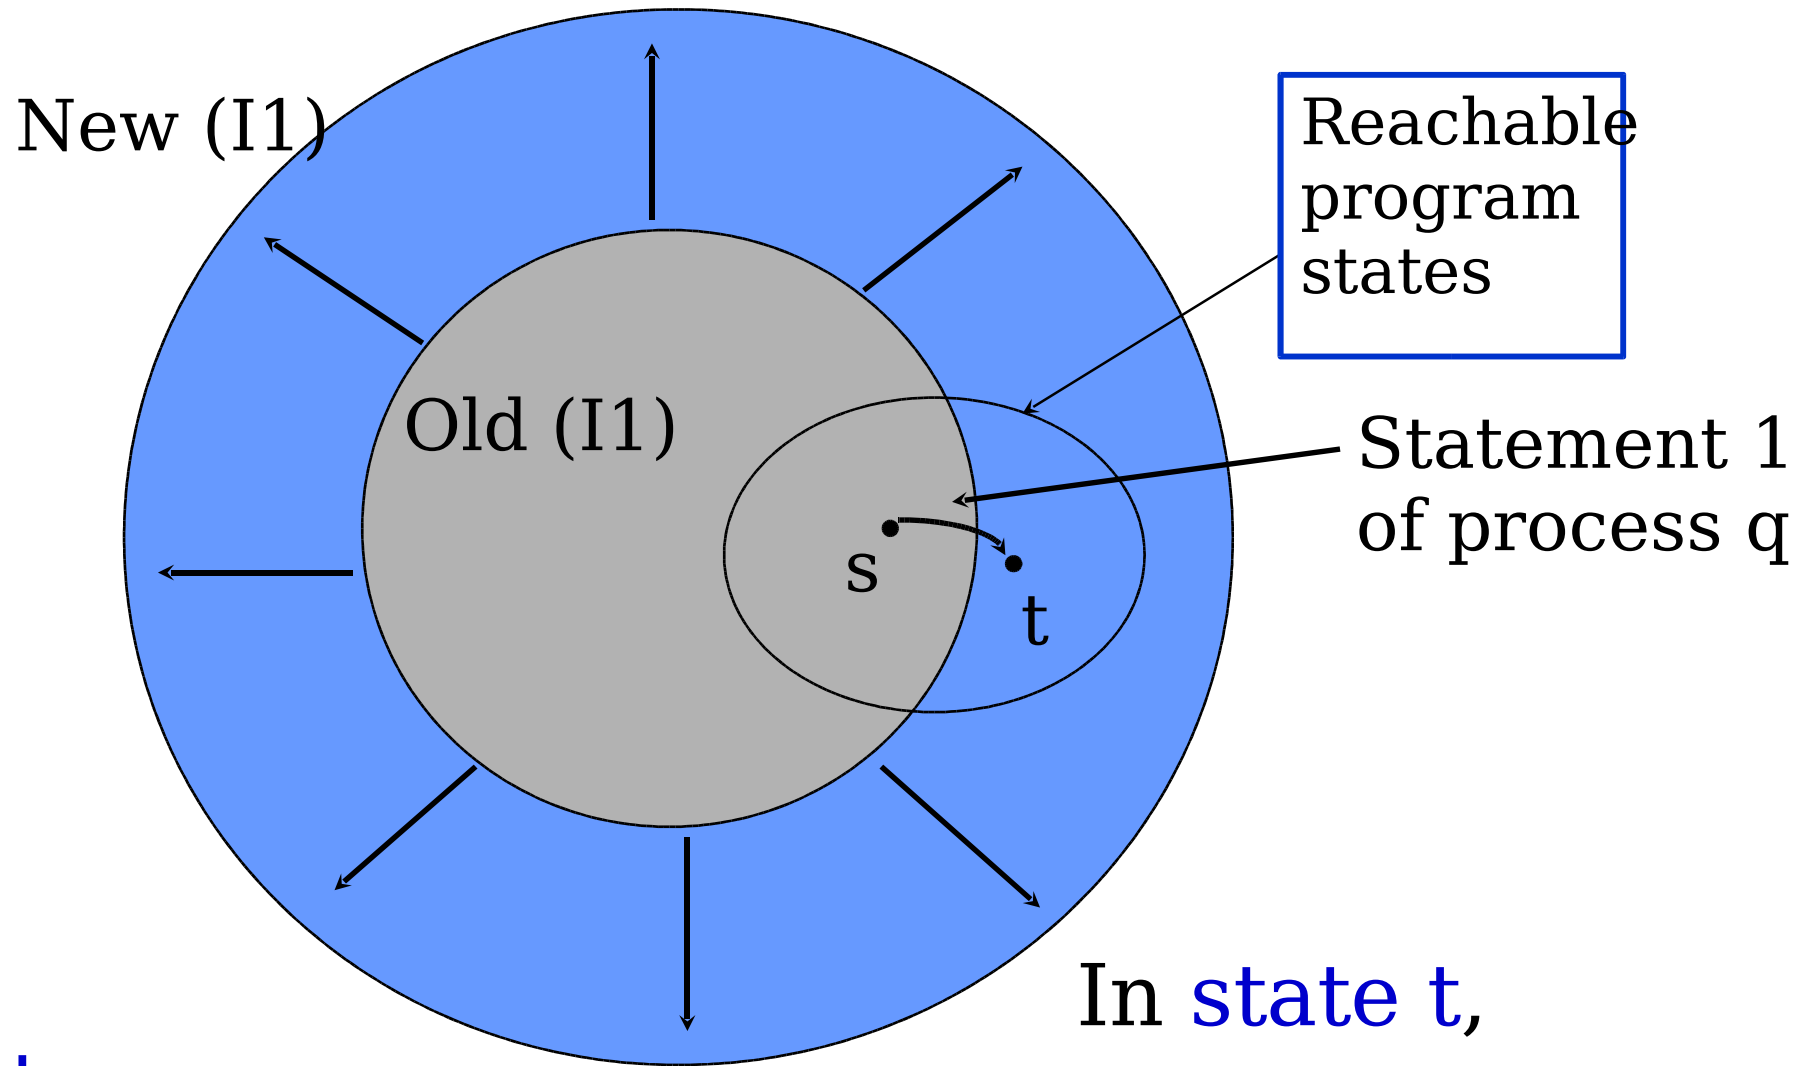 New (I1)
Reachable
program
states
Old (I1)
Statement 1
of process q
s
t
In state t,